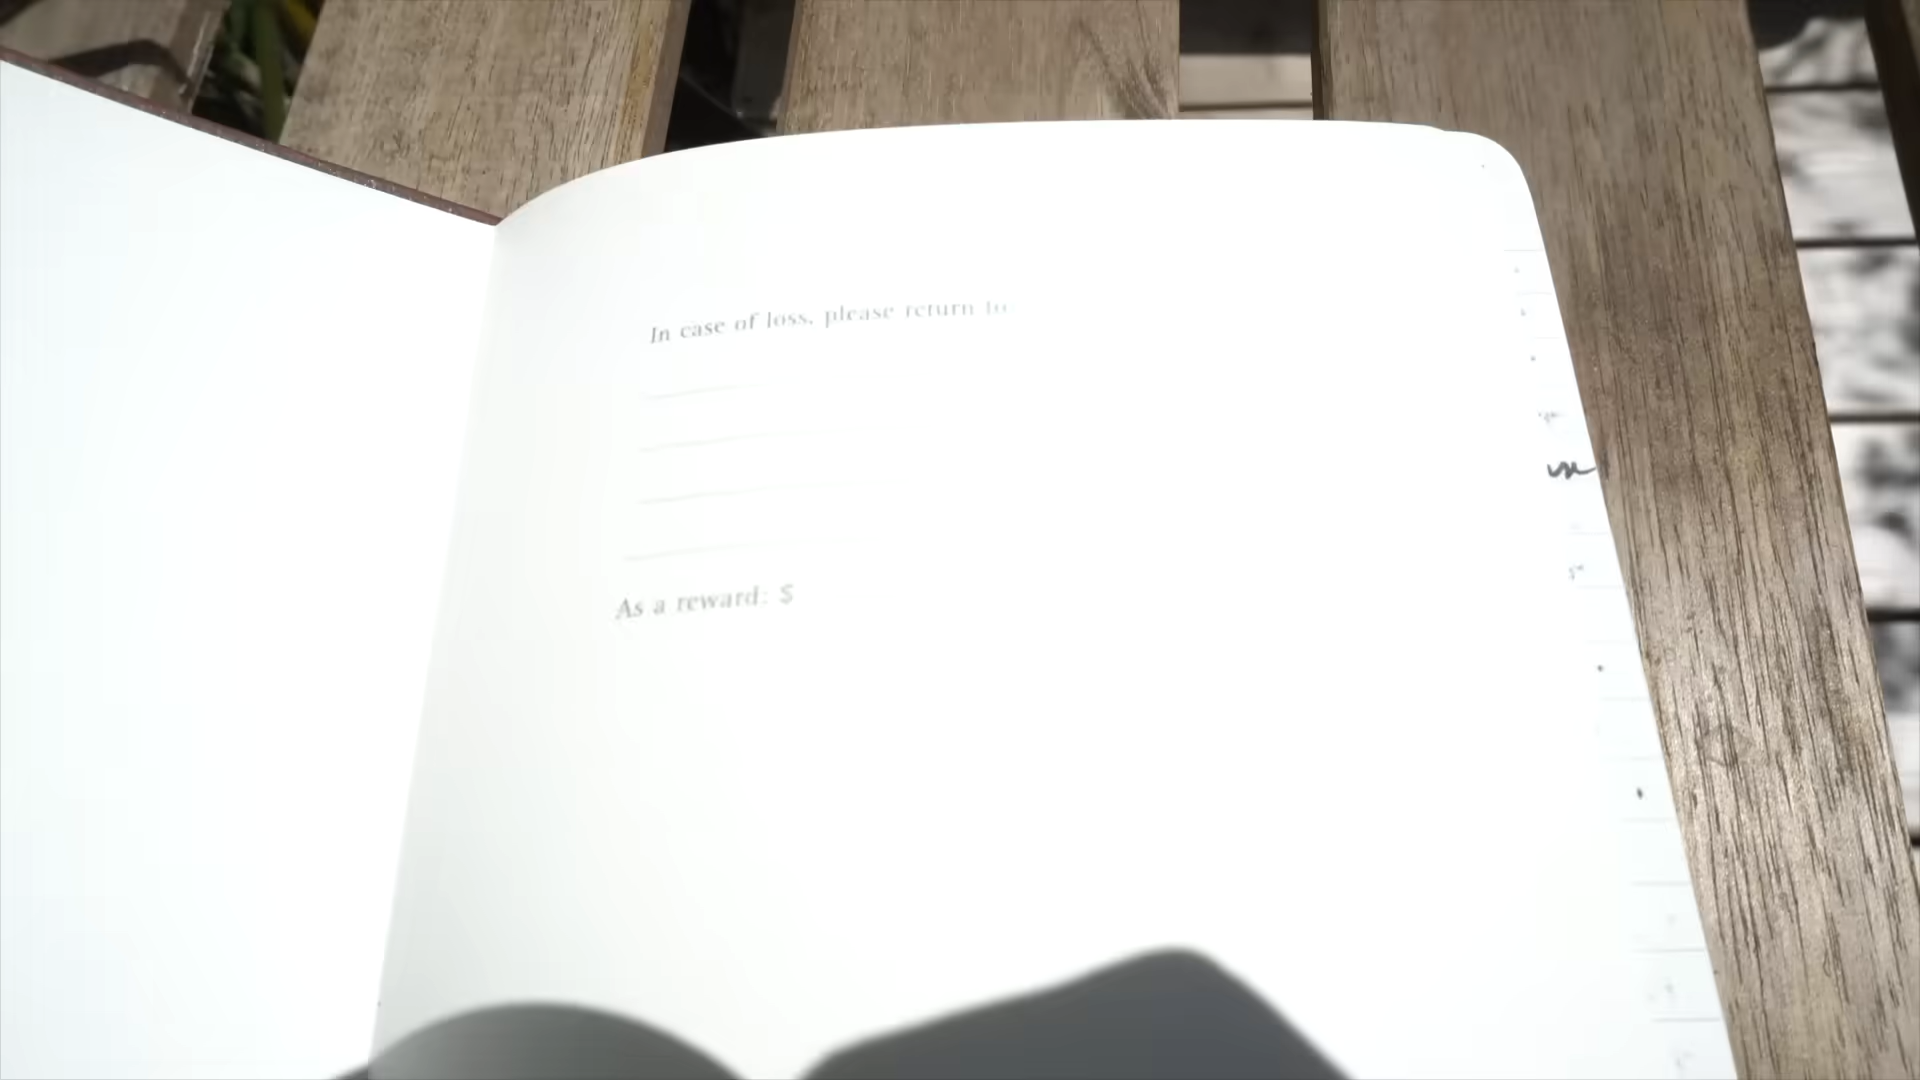 In case of loss, please return to:
As a reward: $